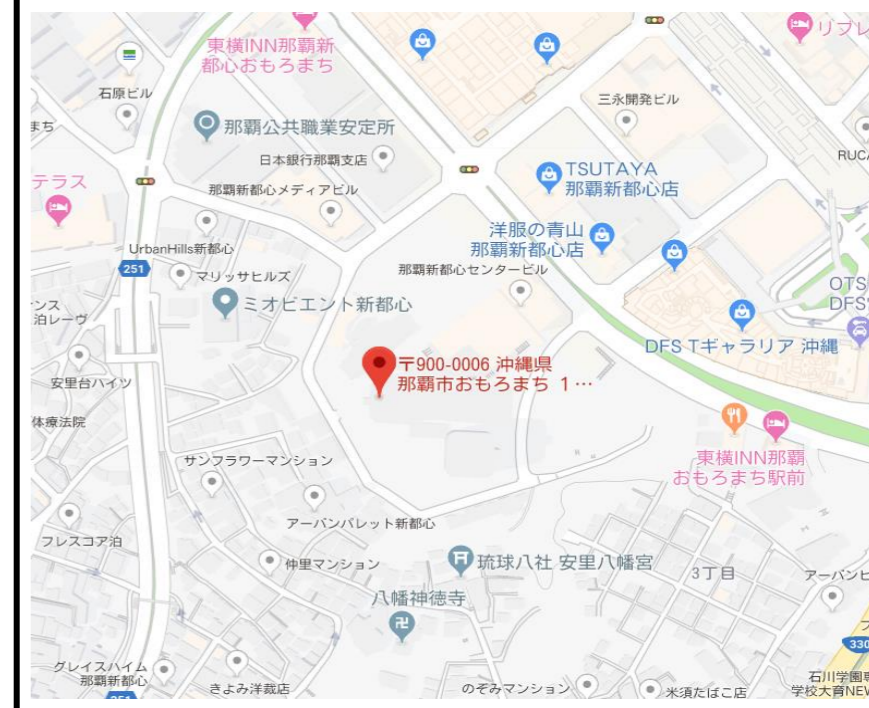 東横INN那覇新
都心おもろまち
リブレ
石原ビル
まち
那覇公共職業安定所
三永開発ビル
日本銀行那覇支店
RUCA
テラス
那覇新都心メディアビル
TSUTAYA
那覇新都心店
洋服の青山
那覇新都心店
UrbanHills新都心
251
マリッサヒルズ
那覇新都心センタービル
OTS
DFS
ンス
泊レーヴ
ミオビエント新都心
DFS Tギャラリア 沖縄
〒900-0006 沖縄県
那覇市おもろまち 1…
安里台ハイツ
体療法院
東横INN那覇
おもろまち駅前
サンフラワーマンション
アーバンパレット新都心
フレスコア泊
仲里マンション
琉球八社 安里八幡宮
3丁目
アーバンヒ
八幡神徳寺
330
グレイスハイム
那覇新都心
きよみ洋裁店
のぞみマンション
米須たばこ店
石川学園専
学校大育NEW
251